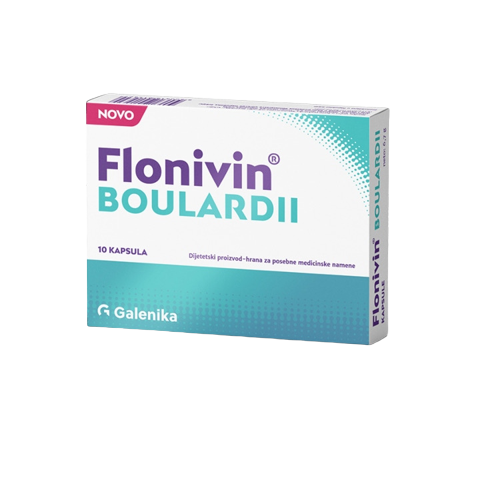 NOVO
Flonivin®
BOULARDII
10 KAPSULA
Dijetetski proizvod-hrana za posebne medicinske namene
Galenika
Flonivin® BOULARDII
KAPSULE